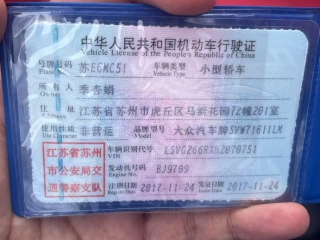 中华人民共和国机动车行驶证
Vehicle License of the People's Republic of China
号牌号码 苏EGMC51 车辆类型 小型轿车
Plate Vehicle Type
所有人 季杏娟
住址 江苏省苏州市虎丘区马浜花园72幢201室
使用性质 非营运 品牌型号 大众汽车牌SVW71611LM
江苏省苏州市公安局交通警察支队
车辆识别代号 LSVG266RXH2070751
VIN
发动机号码 BJ9709
Engine No.
注册日期 2017-11-24 发证日期 2017-11-24